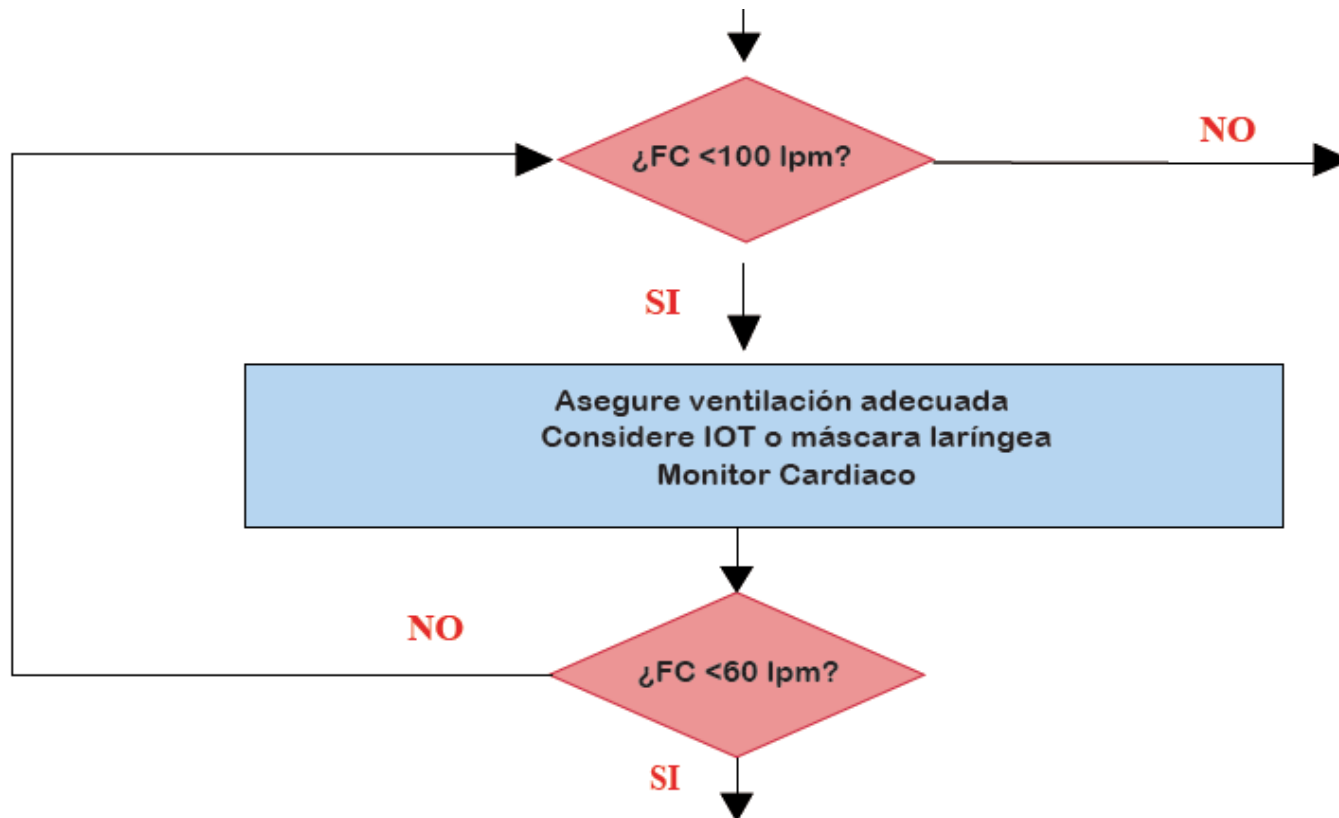 ¿FC <100 lpm?
NO
SI
Asegure ventilación adecuada
Considere IOT o máscara laríngea
Monitor Cardiaco
NO
¿FC <60 lpm?
SI